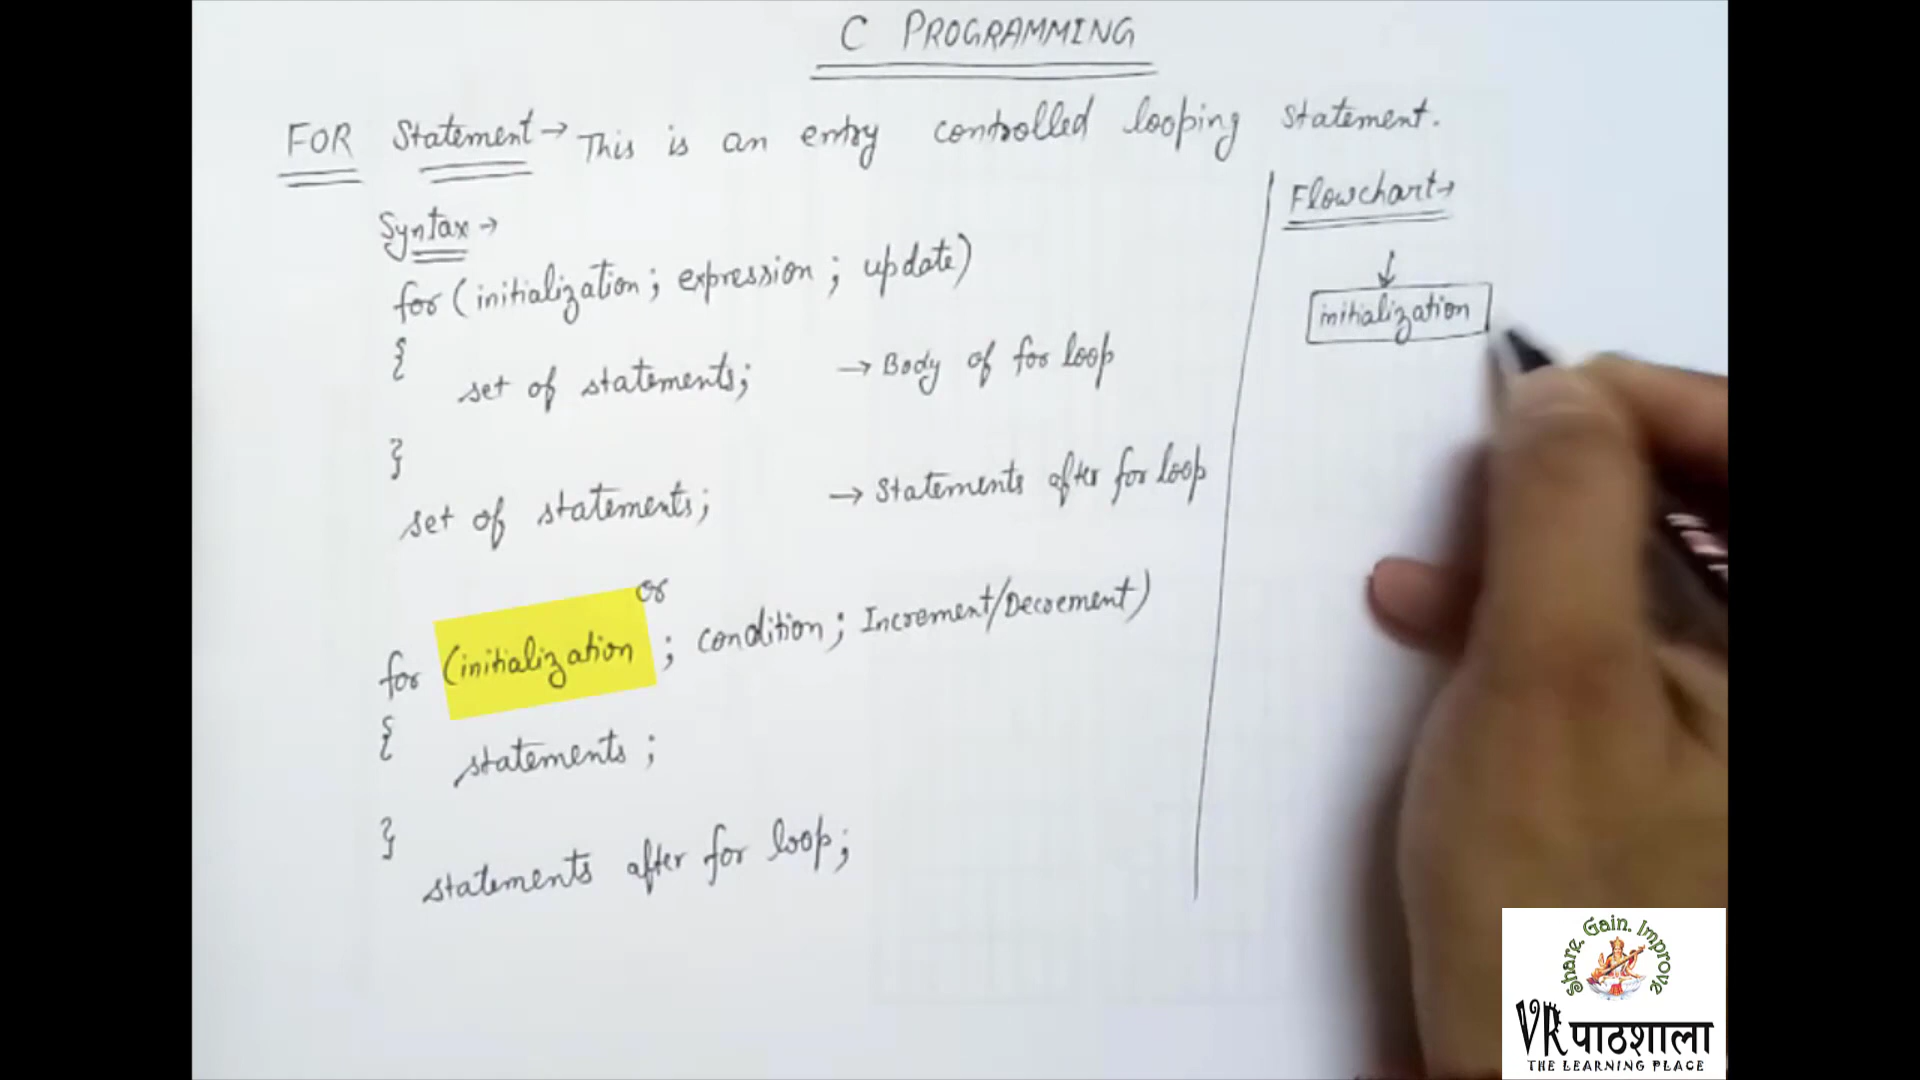 C PROGRAMMING
FOR Statement → This is an entry controlled looping statement.
Syntax →
for (initialization ; expression ; update)
{
set of statements; → Body of for loop
}
set of statements; → Statements after for loop
or
for (initialization ; condition ; Increment/Decrement)
{
statements ;
}
statements after for loop;
Flowchart →
initialization
Share. Gain. Improve
VR पाठशाला
THE LEARNING PLACE